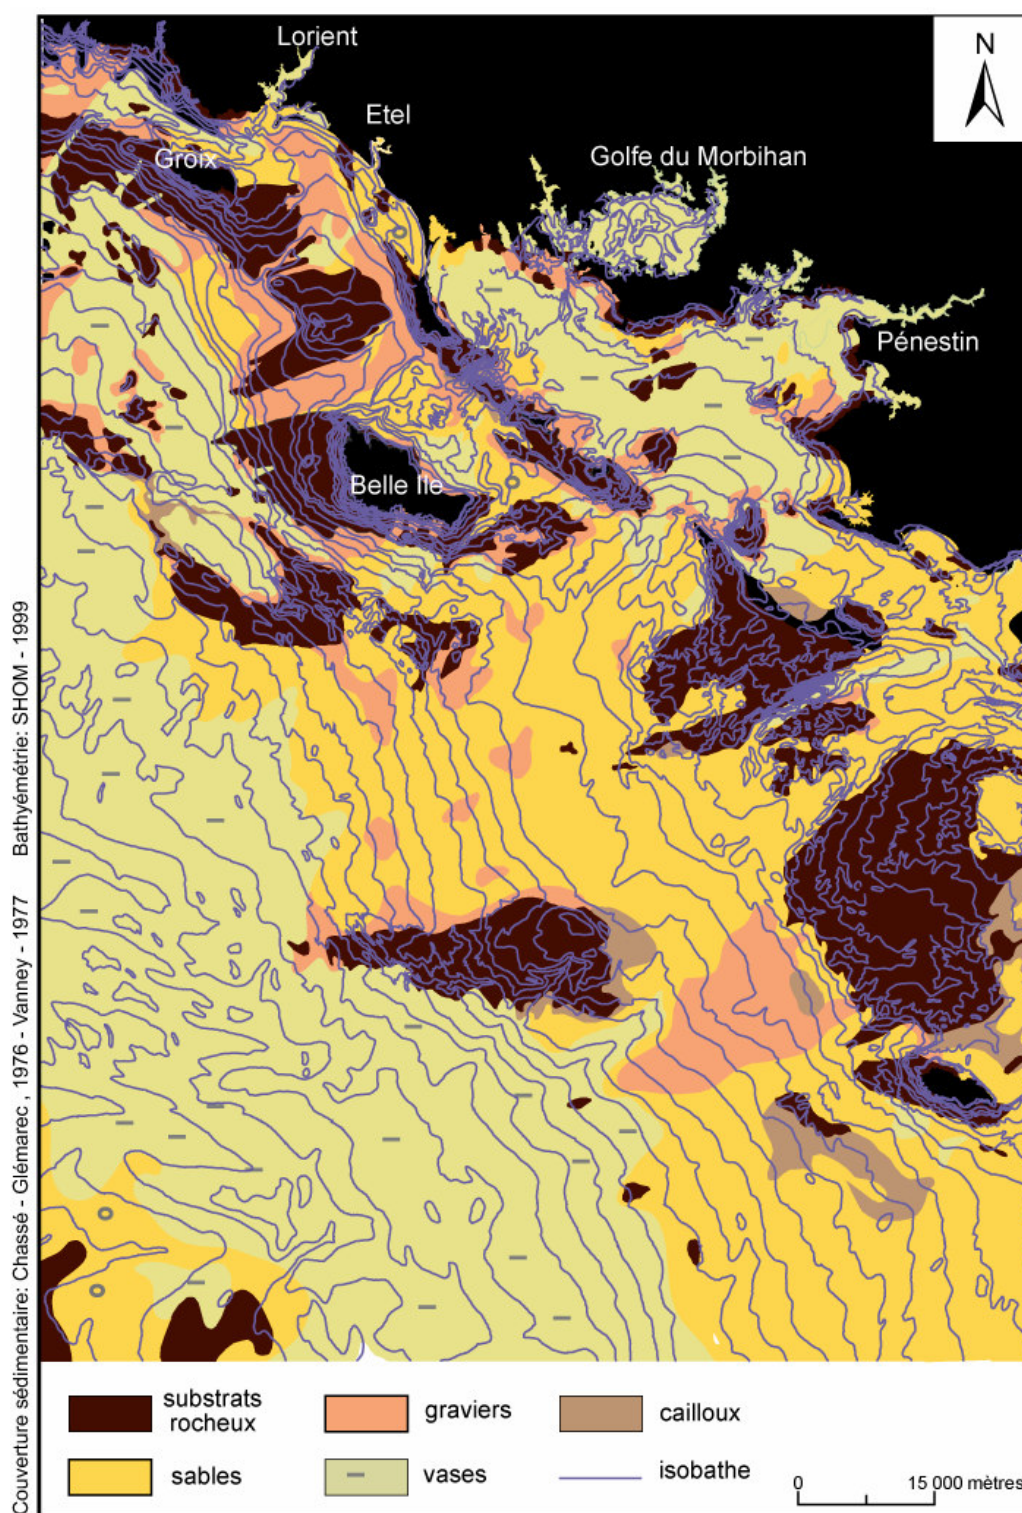 Lorient
N
Etel
Groix
Golfe du Morbihan
Pénestin
Belle Ile
Couverture sédimentaire: Chassé - Glémarec , 1976 - Vanney - 1977
Bathyémétrie: SHOM - 1999
substrats
rocheux
graviers
cailloux
sables
vases
isobathe
0
15 000 mètres